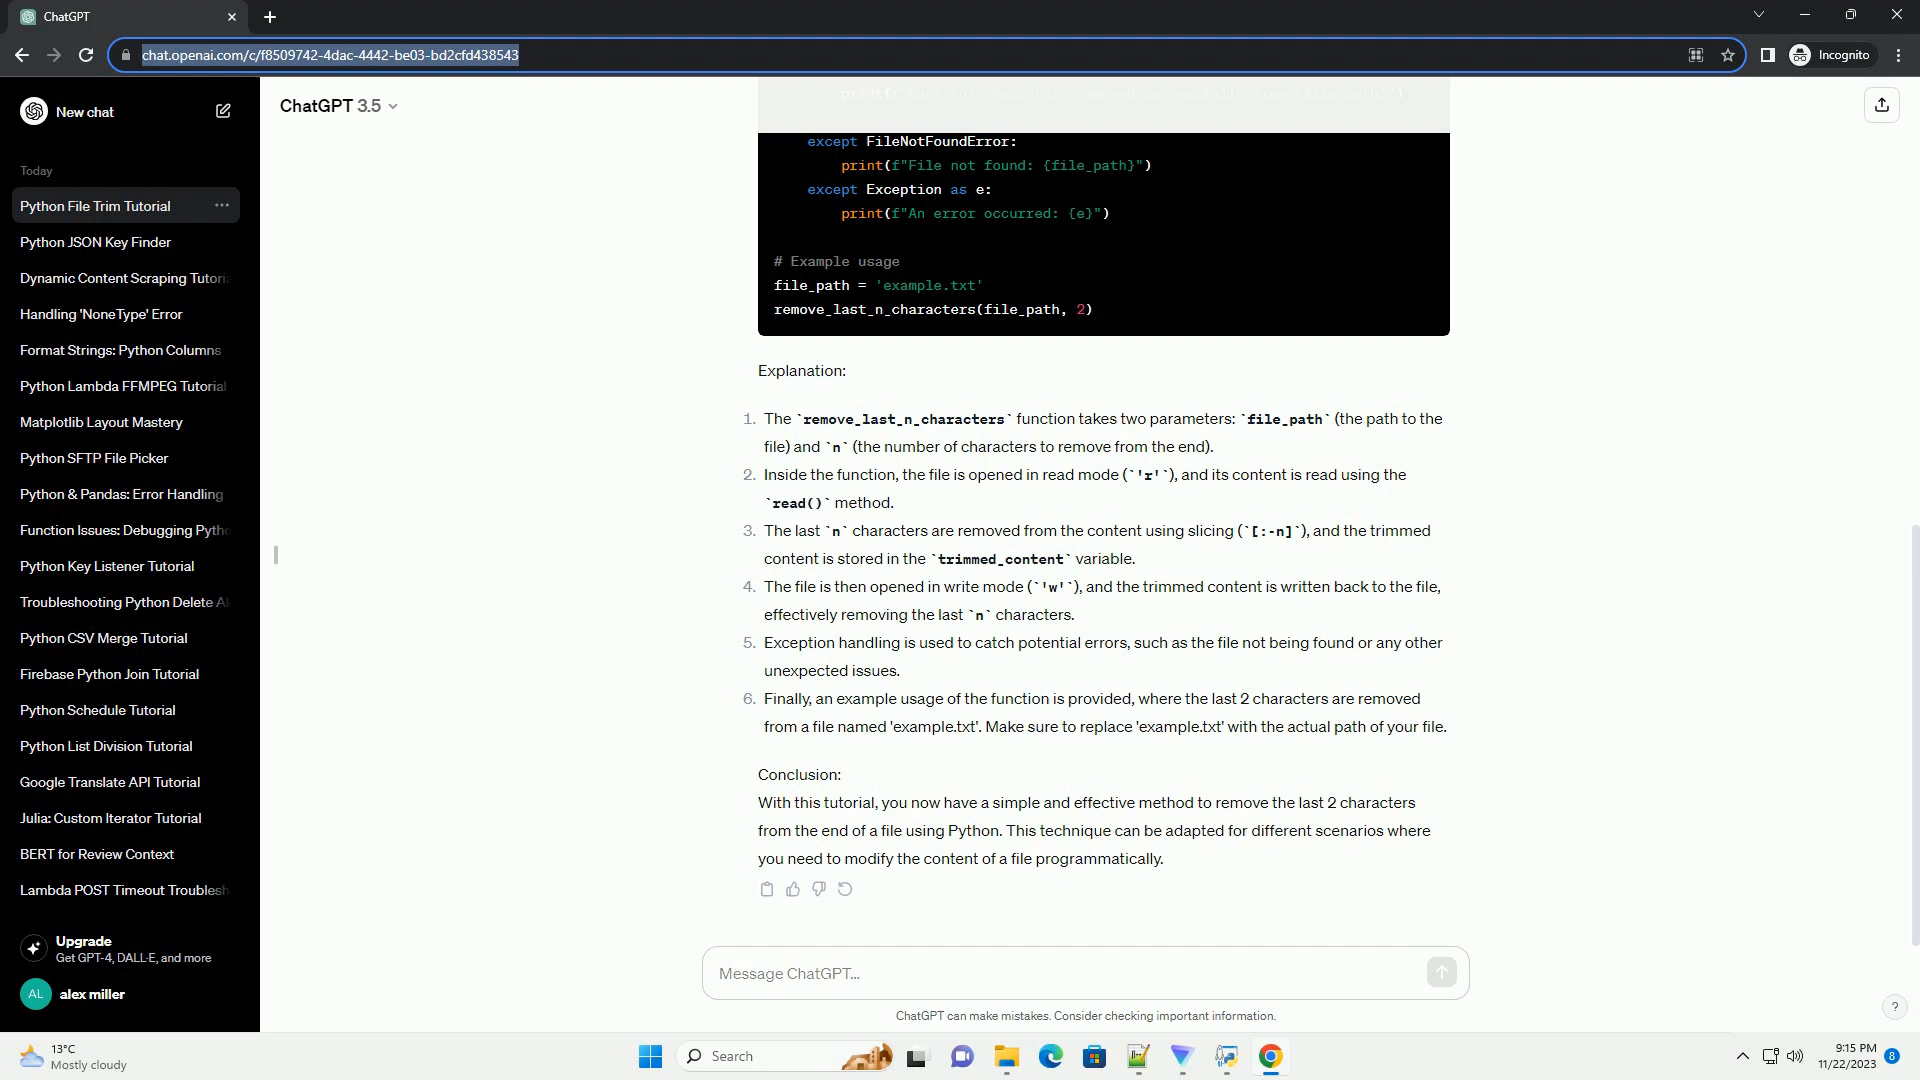 ChatGPT
chat.openai.com/c/f8509742-4dac-4442-be03-bd2cfd438543
Incognito
New chat
ChatGPT 3.5
Today
Python File Trim Tutorial
Python JSON Key Finder
Dynamic Content Scraping Tutoria
Handling 'NoneType' Error
Format Strings: Python Columns
Python Lambda FFMPEG Tutorial
Matplotlib Layout Mastery
Python SFTP File Picker
Python & Pandas: Error Handling
Function Issues: Debugging Pytho
Python Key Listener Tutorial
Troubleshooting Python Delete Al
Python CSV Merge Tutorial
Firebase Python Join Tutorial
Python Schedule Tutorial
Python List Division Tutorial
Google Translate API Tutorial
Julia: Custom Iterator Tutorial
BERT for Review Context
Lambda POST Timeout Troublesh
Upgrade
Get GPT-4, DALL·E, and more
AL alex miller
except FileNotFoundError:
print(f"File not found: {file_path}")
except Exception as e:
print(f"An error occurred: {e}")
# Example usage
file_path = 'example.txt'
remove_last_n_characters(file_path, 2)
Explanation:
1. The `remove_last_n_characters` function takes two parameters: `file_path` (the path to the
file) and `n` (the number of characters to remove from the end).
2. Inside the function, the file is opened in read mode (`'r'`), and its content is read using the
`read()` method.
3. The last `n` characters are removed from the content using slicing (`[:-n]`), and the trimmed
content is stored in the `trimmed_content` variable.
4. The file is then opened in write mode (`'w'`), and the trimmed content is written back to the file,
effectively removing the last `n` characters.
5. Exception handling is used to catch potential errors, such as the file not being found or any other
unexpected issues.
6. Finally, an example usage of the function is provided, where the last 2 characters are removed
from a file named 'example.txt'. Make sure to replace 'example.txt' with the actual path of your file.
Conclusion:
With this tutorial, you now have a simple and effective method to remove the last 2 characters
from the end of a file using Python. This technique can be adapted for different scenarios where
you need to modify the content of a file programmatically.
Message ChatGPT...
ChatGPT can make mistakes. Consider checking important information.
?
13°C
Mostly cloudy
Search
9:15 PM
11/22/2023
8